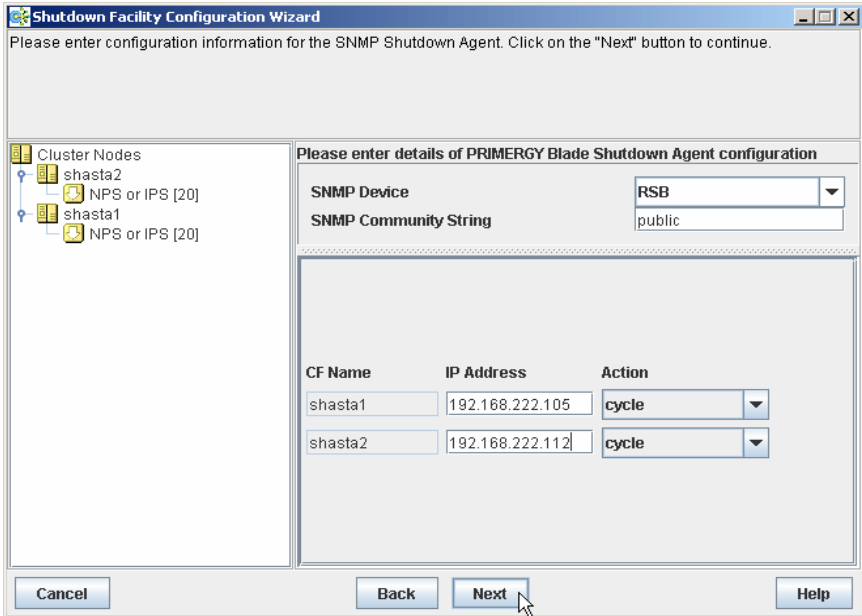 Shutdown Facility Configuration Wizard
Please enter configuration information for the SNMP Shutdown Agent. Click on the "Next" button to continue.
Cluster Nodes
shasta2
NPS or IPS [20]
shasta1
NPS or IPS [20]
Please enter details of PRIMERGY Blade Shutdown Agent configuration
SNMP Device RSB
SNMP Community String public
CF Name IP Address Action
shasta1 192.168.222.105 cycle
shasta2 192.168.222.112 cycle
Cancel Back Next Help